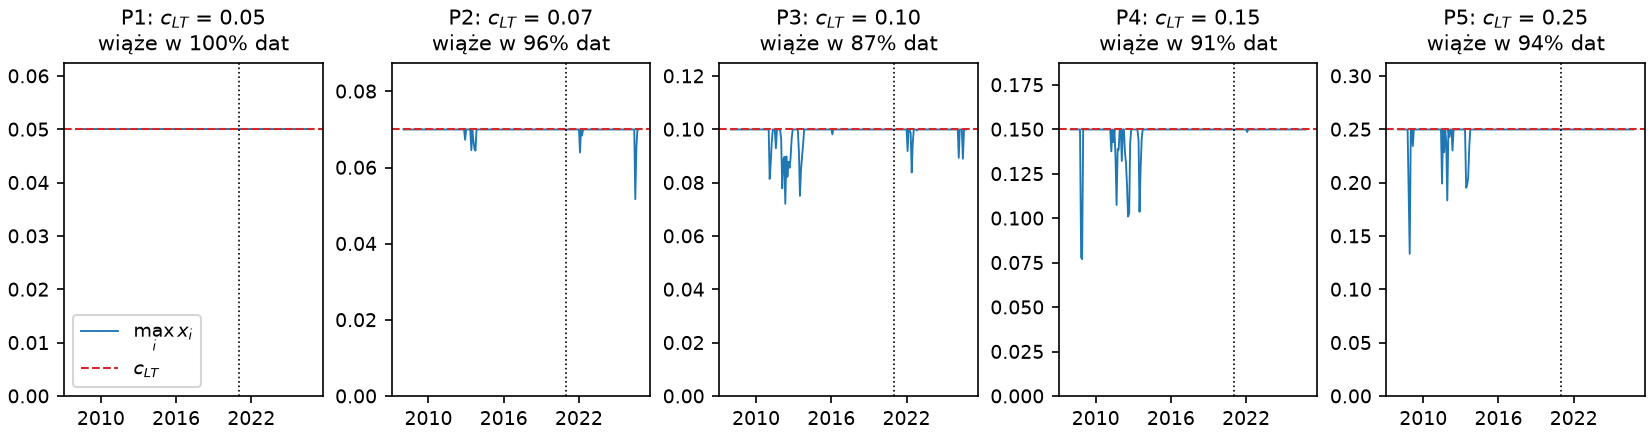 P1: c_LT = 0.05
wiąże w 100% dat
0.06
0.05
0.04
0.03
0.02
0.01
0.00
max x_i
i
c_LT
2010 2016 2022
P2: c_LT = 0.07
wiąże w 96% dat
0.08
0.06
0.04
0.02
0.00
2010 2016 2022
P3: c_LT = 0.10
wiąże w 87% dat
0.12
0.10
0.08
0.06
0.04
0.02
0.00
2010 2016 2022
P4: c_LT = 0.15
wiąże w 91% dat
0.175
0.150
0.125
0.100
0.075
0.050
0.025
0.000
2010 2016 2022
P5: c_LT = 0.25
wiąże w 94% dat
0.30
0.25
0.20
0.15
0.10
0.05
0.00
2010 2016 2022